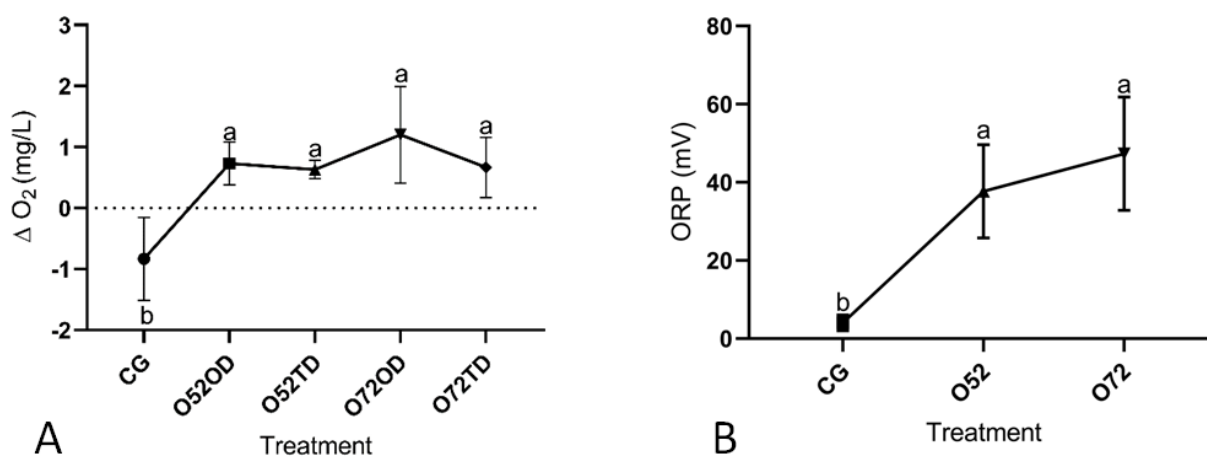 3
2
1
0
-1
-2
Δ O₂ (mg/L)
a
a
a
a
b
CG
O52OD
O52TD
O72OD
O72TD
Treatment
A
80
60
40
20
0
ORP (mV)
b
a
a
CG
O52
O72
Treatment
B